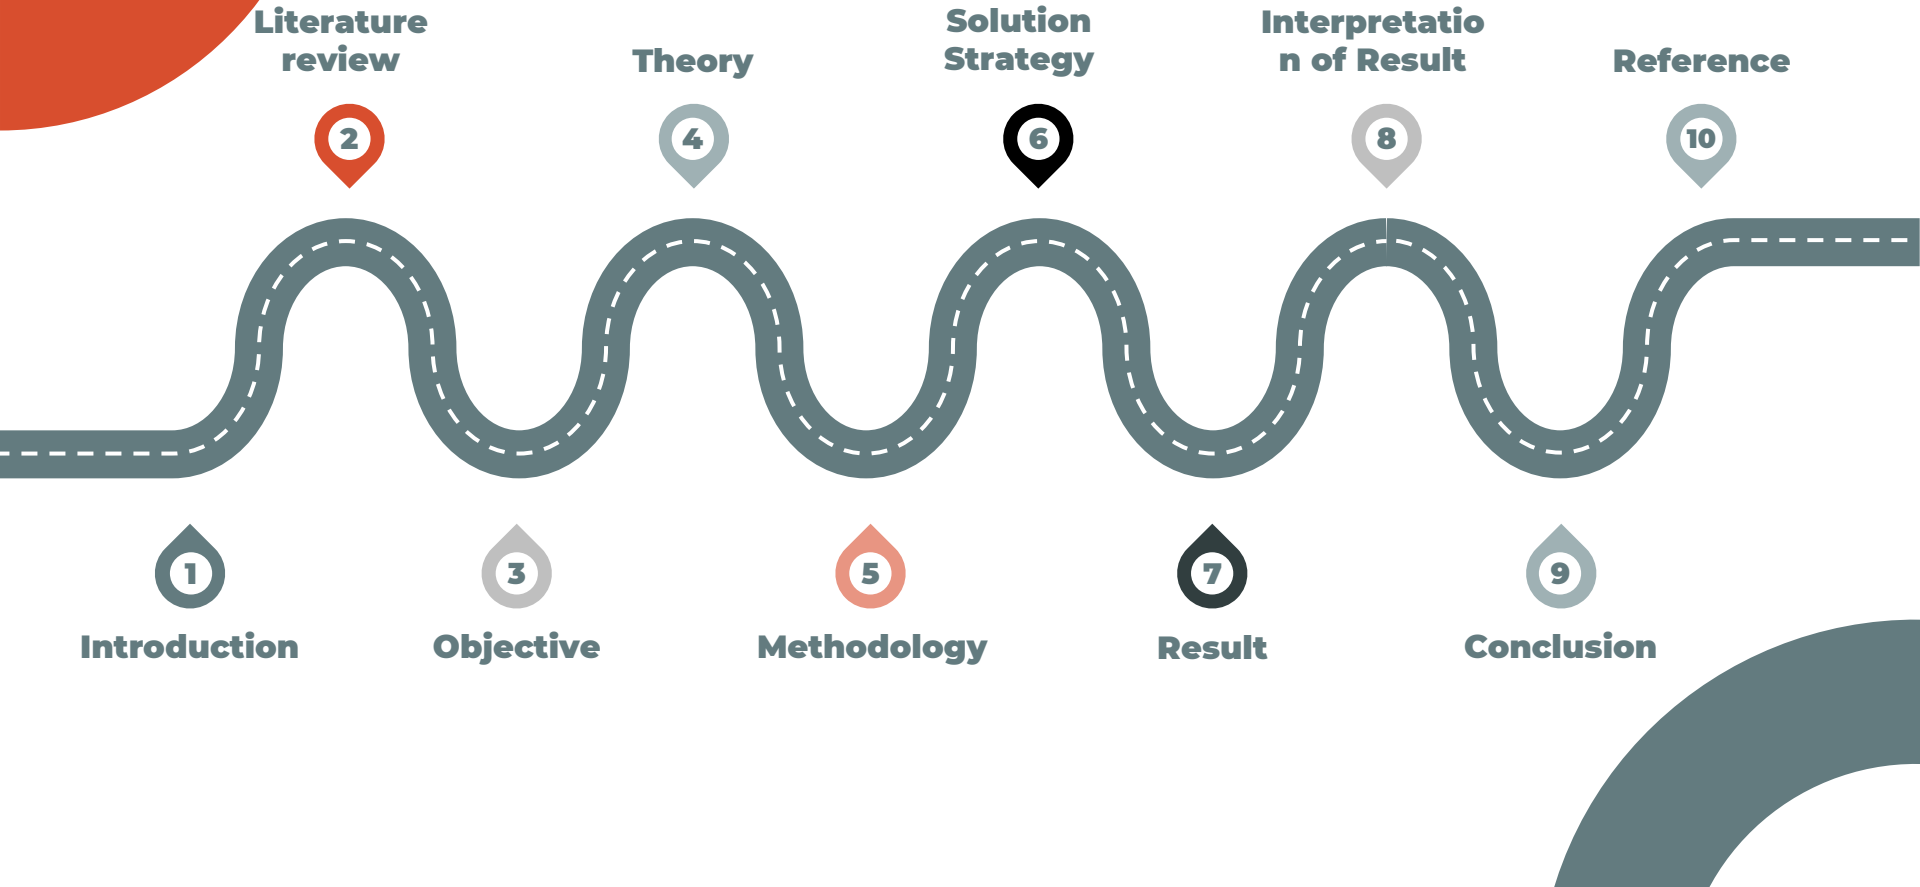 Literature
review
Theory
Solution
Strategy
Interpretatio
n of Result
Reference
2
4
6
8
10
1
3
5
7
9
Introduction
Objective
Methodology
Result
Conclusion